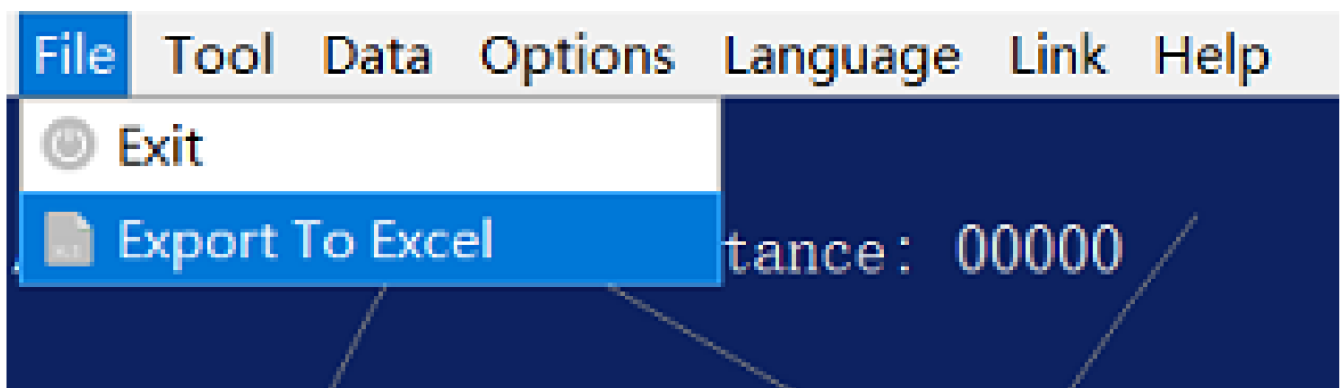 File Tool Data Options Language Link Help
Exit
Export To Excel
tance: 00000